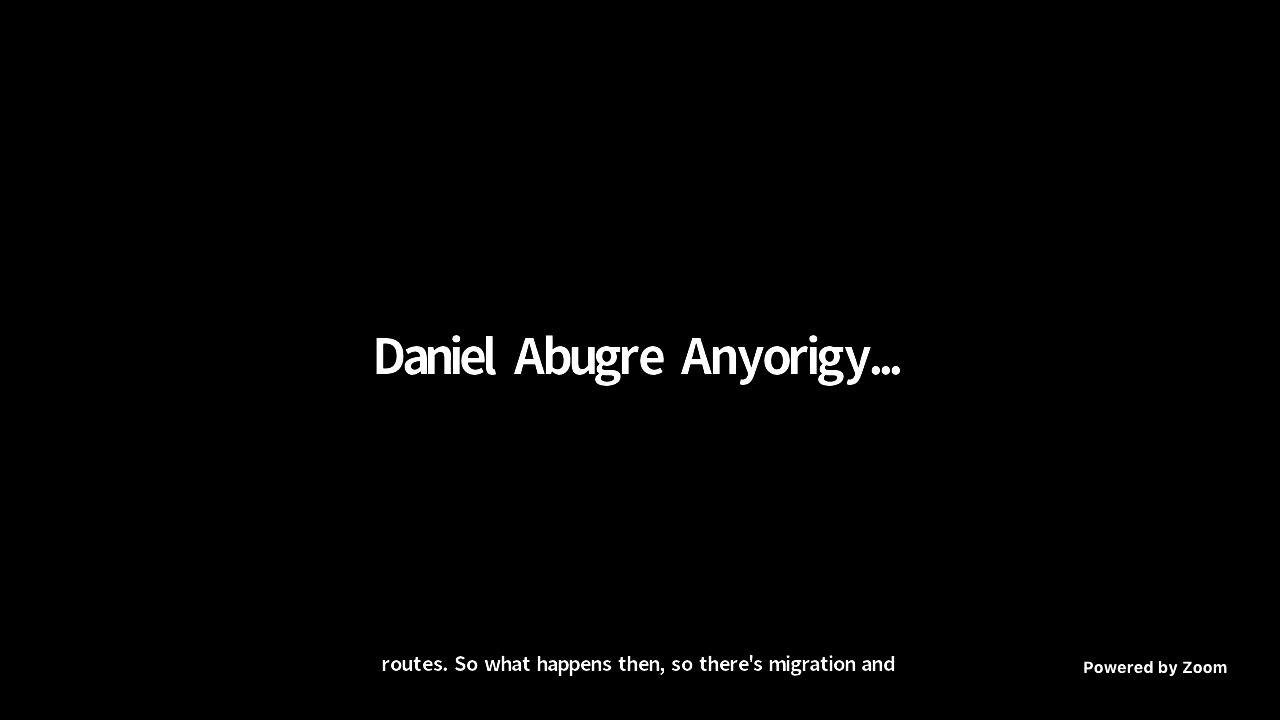 Daniel Abugre Anyorigy...
routes. So what happens then, so there's migration and
Powered by Zoom